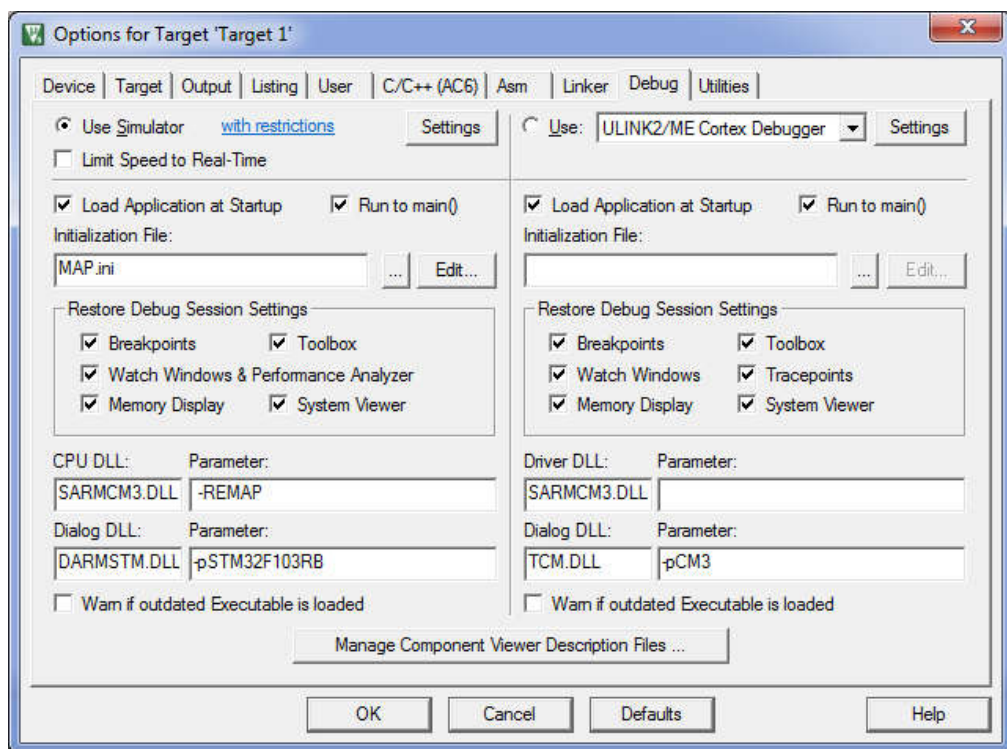 Options for Target 'Target 1'
Device | Target | Output | Listing | User | C/C++ (AC6) | Asm | Linker | Debug | Utilities
Use Simulator with restrictions Settings Use: ULINK2/ME Cortex Debugger Settings
Limit Speed to Real-Time
Load Application at Startup Run to main() Load Application at Startup Run to main()
Initialization File: Initialization File:
MAP.ini ... Edit... ... Edit...
Restore Debug Session Settings Restore Debug Session Settings
Breakpoints Toolbox Breakpoints Toolbox
Watch Windows & Performance Analyzer Watch Windows Tracepoints
Memory Display System Viewer Memory Display System Viewer
CPU DLL: Parameter: Driver DLL: Parameter:
SARMCM3.DLL -REMAP SARMCM3.DLL
Dialog DLL: Parameter: Dialog DLL: Parameter:
DARMSTM.DLL -pSTM32F103RB TCM.DLL -pCM3
Warn if outdated Executable is loaded Warn if outdated Executable is loaded
Manage Component Viewer Description Files ...
OK Cancel Defaults Help